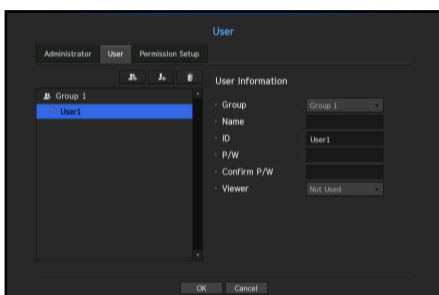 User
Administrator User Permission Setup
User Information
Group 1
User1
Group Group 1
Name
ID User1
P/W
Confirm P/W
Viewer Not Used
OK Cancel